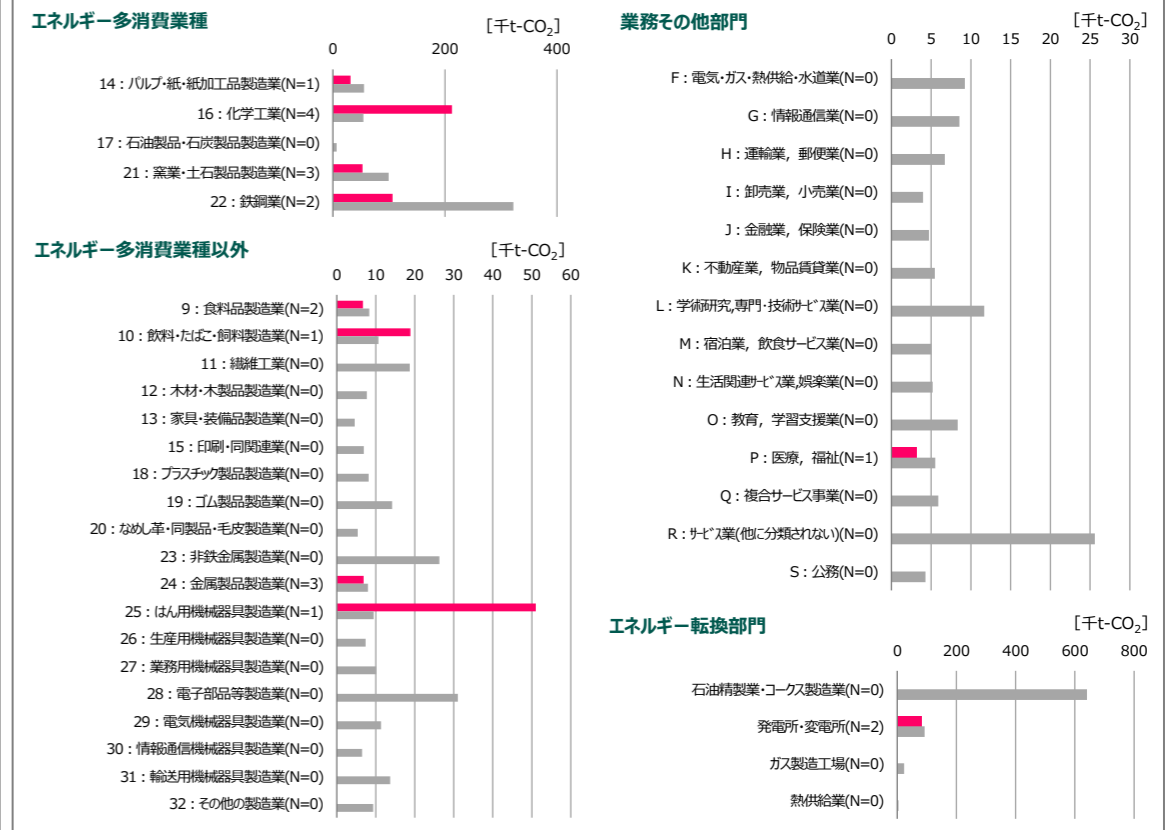 エネルギー多消費業種
[千t-CO2]
0 200 400
14：パルプ・紙・紙加工品製造業(N=1)
16：化学工業(N=4)
17：石油製品・石炭製品製造業(N=0)
21：窯業・土石製品製造業(N=3)
22：鉄鋼業(N=2)
エネルギー多消費業種以外
[千t-CO2]
0 10 20 30 40 50 60
9：食料品製造業(N=2)
10：飲料・たばこ・飼料製造業(N=1)
11：繊維工業(N=0)
12：木材・木製品製造業(N=0)
13：家具・装備品製造業(N=0)
15：印刷・同関連業(N=0)
18：プラスチック製品製造業(N=0)
19：ゴム製品製造業(N=0)
20：なめし革・同製品・毛皮製造業(N=0)
23：非鉄金属製造業(N=0)
24：金属製品製造業(N=3)
25：はん用機械器具製造業(N=1)
26：生産用機械器具製造業(N=0)
27：業務用機械器具製造業(N=0)
28：電子部品等製造業(N=0)
29：電気機械器具製造業(N=0)
30：情報通信機械器具製造業(N=0)
31：輸送用機械器具製造業(N=0)
32：その他の製造業(N=0)
業務その他部門
[千t-CO2]
0 5 10 15 20 25 30
F：電気・ガス・熱供給・水道業(N=0)
G：情報通信業(N=0)
H：運輸業，郵便業(N=0)
I：卸売業，小売業(N=0)
J：金融業，保険業(N=0)
K：不動産業，物品賃貸業(N=0)
L：学術研究,専門・技術ｻｰﾋﾞｽ業(N=0)
M：宿泊業，飲食サービス業(N=0)
N：生活関連ｻｰﾋﾞｽ業,娯楽業(N=0)
O：教育，学習支援業(N=0)
P：医療，福祉(N=1)
Q：複合サービス事業(N=0)
R：ｻｰﾋﾞｽ業(他に分類されない)(N=0)
S：公務(N=0)
エネルギー転換部門
[千t-CO2]
0 200 400 600 800
石油精製業・コークス製造業(N=0)
発電所・変電所(N=2)
ガス製造工場(N=0)
熱供給業(N=0)